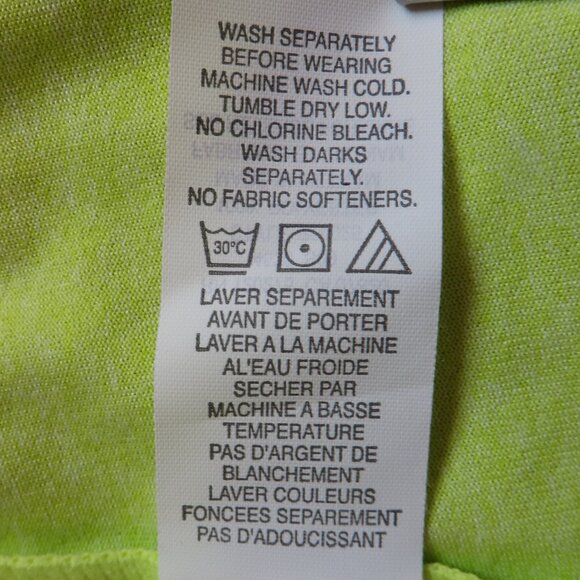 WASH SEPARATELY
BEFORE WEARING
MACHINE WASH COLD.
TUMBLE DRY LOW.
NO CHLORINE BLEACH.
WASH DARKS
SEPARATELY.
NO FABRIC SOFTENERS.
30°C
LAVER SEPAREMENT
AVANT DE PORTER
LAVER A LA MACHINE
AL'EAU FROIDE
SECHER PAR
MACHINE A BASSE
TEMPERATURE
PAS D'ARGENT DE
BLANCHEMENT
LAVER COULEURS
FONCEES SEPAREMENT
PAS D'ADOUCISSANT